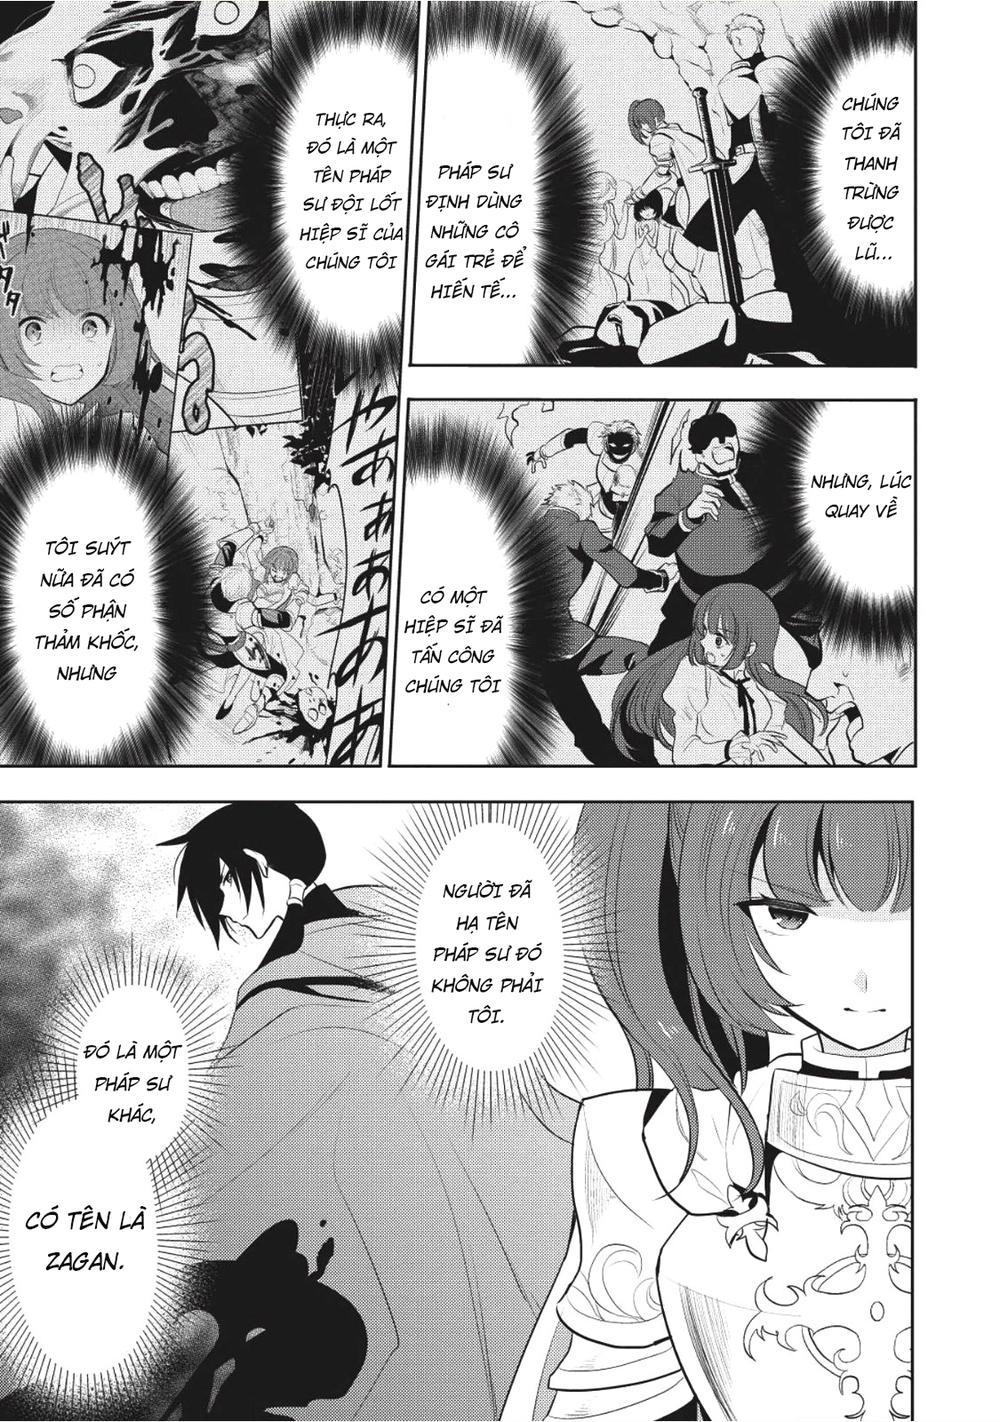 CHÚNG
TÔI ĐÃ
THANH
TRỪNG
ĐƯỢC
LŨ...
PHÁP SƯ
ĐỊNH DÙNG
NHỮNG CÔ
GÁI TRẺ ĐỂ
HIẾN TẾ...
THỰC RA,
ĐÓ LÀ MỘT
TÊN PHÁP
SƯ ĐỘI LỐT
HIỆP SĨ CỦA
CHÚNG TÔI
NHƯNG, LÚC
QUAY VỀ
CÓ MỘT
HIỆP SĨ ĐÃ
TẤN CÔNG
CHÚNG TÔI
TÔI SUÝT
NỮA ĐÃ CÓ
SỐ PHẬN
THẢM KHỐC,
NHƯNG
NGƯỜI ĐÃ
HẠ TÊN
PHÁP SƯ ĐÓ
KHÔNG PHẢI
TÔI.
ĐÓ LÀ MỘT
PHÁP SƯ
KHÁC,
CÓ TÊN LÀ
ZAGAN.